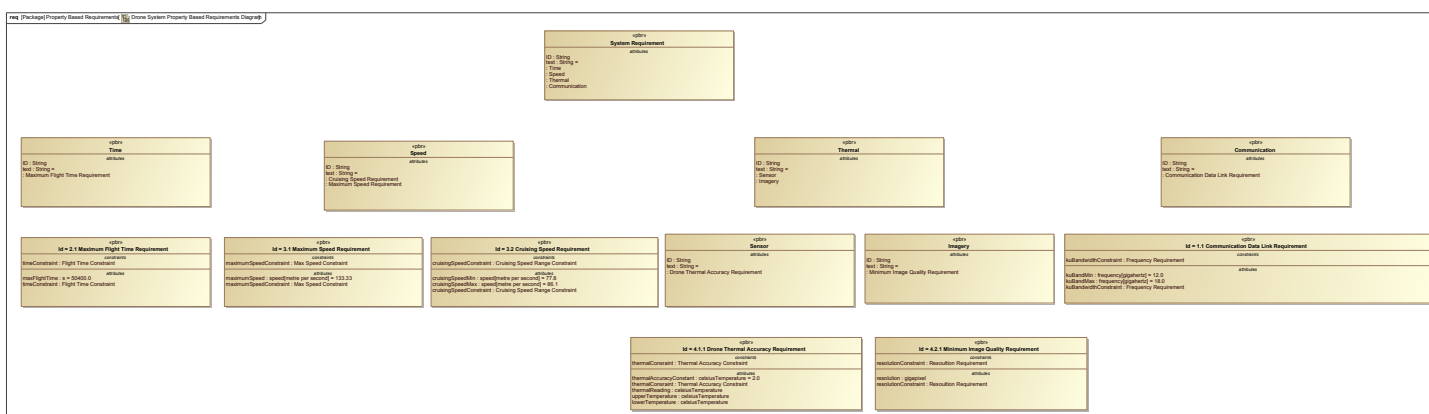 req [Package] Property Based Requirements[ Drone System Property Based Requirements Diagram]
«pbr»
System Requirement
attributes
ID : String
text : String =
: Time
: Speed
: Thermal
: Communication
«pbr»
Time
attributes
ID : String
text : String =
: Maximum Flight Time Requirement
«pbr»
Speed
attributes
ID : String
text : String =
: Cruising Speed Requirement
: Maximum Speed Requirement
«pbr»
Thermal
attributes
ID : String
text : String =
: Sensor
: Imagery
«pbr»
Communication
attributes
ID : String
text : String =
: Communication Data Link Requirement
«pbr»
Id = 2.1 Maximum Flight Time Requirement
constraints
timeConstraint : Flight Time Constraint
attributes
maxFlightTime : s = 50400.0
timeConstraint : Flight Time Constraint
«pbr»
Id = 3.1 Maximum Speed Requirement
constraints
maximumSpeedConstraint : Max Speed Constraint
attributes
maximumSpeed : speed[metre per second] = 133.33
maximumSpeedConstraint : Max Speed Constraint
«pbr»
Id = 3.2 Cruising Speed Requirement
constraints
cruisingSpeedConstraint : Cruising Speed Range Constraint
attributes
cruisingSpeedMin : speed[metre per second] = 77.8
cruisingSpeedMax : speed[metre per second] = 86.1
cruisingSpeedConstraint : Cruising Speed Range Constraint
«pbr»
Sensor
attributes
ID : String
text : String =
: Drone Thermal Accuracy Requirement
«pbr»
Imagery
attributes
ID : String
text : String =
: Minimum Image Quality Requirement
«pbr»
Id = 1.1 Communication Data Link Requirement
constraints
kuBandwidthConstraint : Frequency Requirement
attributes
kuBandMin : frequency[gigahertz] = 12.0
kuBandMax : frequency[gigahertz] = 18.0
kuBandwidthConstraint : Frequency Requirement
«pbr»
Id = 4.1.1 Drone Thermal Accuracy Requirement
constraints
thermalConsraint : Thermal Accuracy Constraint
attributes
thermalAccuracyConstant : celsiusTemperature = 2.0
thermalConsraint : Thermal Accuracy Constraint
thermalReading : celsiusTemperature
upperTemperature : celsiusTemperature
lowerTemperature : celsiusTemperature
«pbr»
Id = 4.2.1 Minimum Image Quality Requirement
constraints
resolutionConstraint : Resoultion Requirement
attributes
resolution : gigapixel
resolutionConstraint : Resoultion Requirement